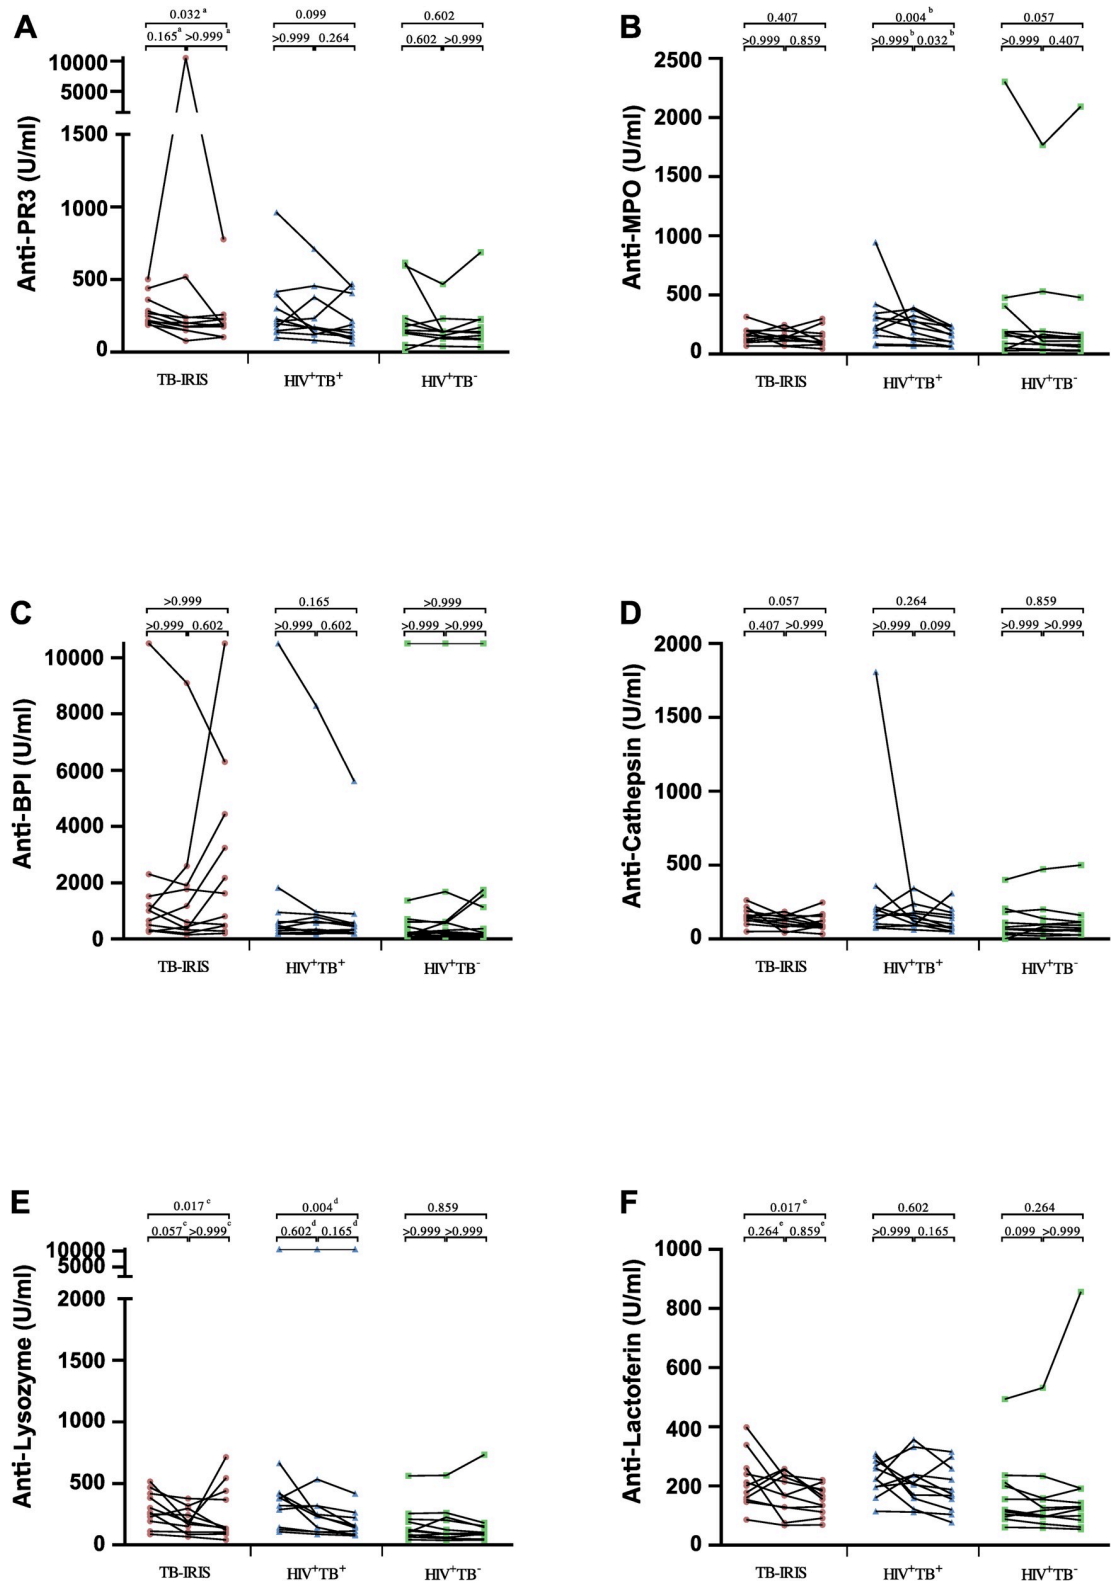 A
0.032 a 0.099 0.602
0.165 a >0.999 a >0.999 0.264 0.602 >0.999
Anti-PR3 (U/ml)
10000
5000
1500
1000
500
0
TB-IRIS HIV+TB+ HIV+TB-
B
0.407 0.004 b 0.057
>0.999 0.859 >0.999 b 0.032 b >0.999 0.407
Anti-MPO (U/ml)
2500
2000
1500
1000
500
0
TB-IRIS HIV+TB+ HIV+TB-
C
>0.999 0.165 >0.999
>0.999 0.602 >0.999 0.602 >0.999 >0.999
Anti-BPI (U/ml)
10000
8000
6000
4000
2000
0
TB-IRIS HIV+TB+ HIV+TB-
D
0.057 0.264 0.859
0.407 >0.999 >0.999 0.099 >0.999 >0.999
Anti-Cathepsin (U/ml)
2000
1500
1000
500
0
TB-IRIS HIV+TB+ HIV+TB-
E
0.017 c 0.004 d 0.859
0.057 c >0.999 c 0.602 d 0.165 d >0.999 >0.999
Anti-Lysozyme (U/ml)
10000
5000
2000
1500
1000
500
0
TB-IRIS HIV+TB+ HIV+TB-
F
0.017 e 0.602 0.264
0.264 e 0.859 e >0.999 0.165 0.099 >0.999
Anti-Lactoferin (U/ml)
1000
800
600
400
200
0
TB-IRIS HIV+TB+ HIV+TB-